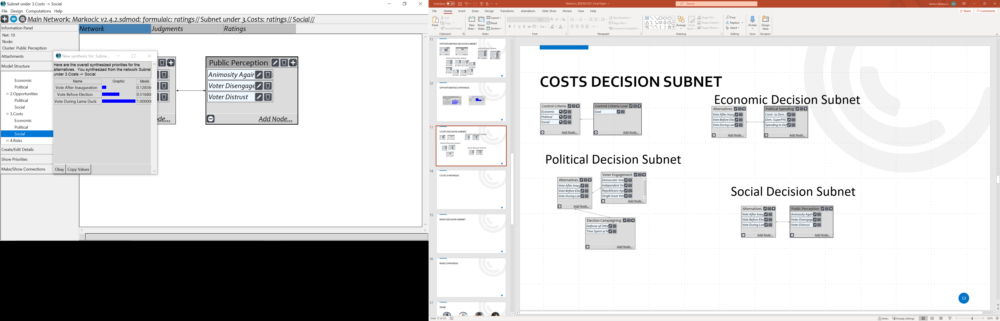 Subnet under 3.Costs -> Social
File Design Computations Help
Main Network: Markocic v2.4.2.sdmod: formulaic: ratings//Subnet under 3.Costs: ratings//Social//
Information Panel
Net: 10
Node:
Cluster: Public Perception
Attachments
Model Structure
Economic
Political
2.Opportunities
Political
Social
3.Costs
Economic
Political
Social
4.Risks
Create/Edit Details
Show Priorities
Make/Show Connections
Network Judgments Ratings
New synthesis for: Subne...
Here are the overall synthesized priorities for the
alternatives. You synthesized from the network Subne
under 3.Costs -> Social
Name Graphic Ideals
Vote After Inauguration 0.12836
Vote Before Election 0.51680
Vote During Lame Duck 1.00000
Okay Copy Values
de...
Public Perception
Animosity Again
Voter Disengage
Voter Distrust
Add Node...
AutoSave Off
Markocic_BQOM 2521_Final Paper
Search
Adrian Markocic AM
File Home Insert Draw Design Transitions Animations Slide Show Review View Help
Share Comments
Paste Cut Copy Format Painter
Clipboard
New Slide Reuse Slides Layout Reset Section
Slides
Font
Text Direction
Align Text
Convert to SmartArt
Paragraph
Arrange Quick Styles Shape Fill Shape Outline Shape Effects
Drawing
Find Replace Select
Editing
Dictate
Voice
Design Ideas
Designer
11
OPPORTUNITIES DECISION SUBNET
Social Decision Subnet
Political Decision Subnet
12
OPPORTUNITIES SYNTHESIS
13
COSTS DECISION SUBNET
Economic Decision Subnet
Political Decision Subnet
Social Decision Subnet
14
COSTS SYNTHESIS
15
RISKS DECISION SUBNET
16
RISKS SYNTHESIS
17
TEAM
COSTS DECISION SUBNET
Control Criteria
Economic
Political
Social
Add Node...
Control Criteria Goal
Goal
Add Node...
Economic Decision Subnet
Alternatives
Vote After Inaug
Vote Before Elec
Vote During Lan
Add Node...
Political Spending
Contr. to Dem. C
Dem. SuperPAC
Spending to Def
Add Node...
Political Decision Subnet
Alternatives
Vote After Inaug
Vote Before Elec
Vote During Lan
Add Node...
Voter Engagement
Democratic Vote
Independent Vo
Republicans Aga
Single Issue Vot
Add Node...
Election Campaigning
Defense of Othe
Time Spent at N
Add Node...
Social Decision Subnet
Alternatives
Vote After Inaug
Vote Before Elec
Vote During Lan
Add Node...
Public Perception
Animosity Again
Voter Disengage
Voter Distrust
Add Node...
13
Slide 13 of 24
Notes Display Settings 165%